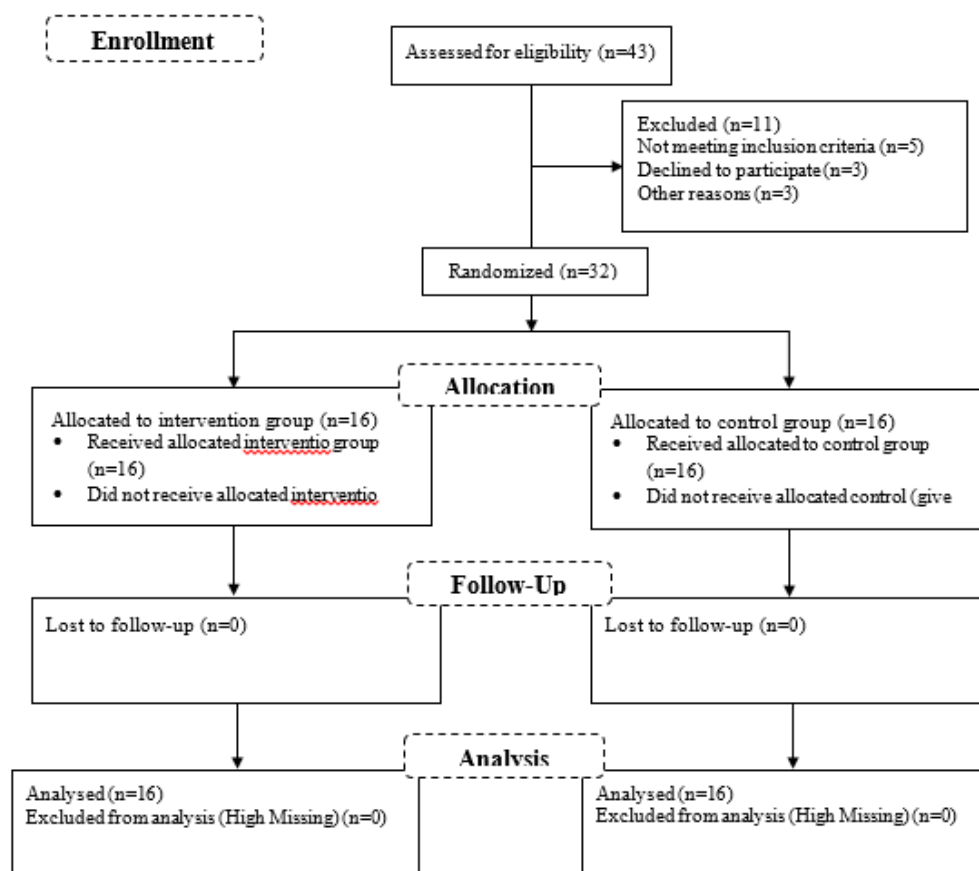 Enrollment
Assessed for eligibility (n=43)
Excluded (n=11)
Not meeting inclusion criteria (n=5)
Declined to participate (n=3)
Other reasons (n=3)
Randomized (n=32)
Allocation
Allocated to intervention group (n=16)
• Received allocated interventio group
(n=16)
• Did not receive allocated interventio
Allocated to control group (n=16)
• Received allocated to control group
(n=16)
• Did not receive allocated control (give
Follow-Up
Lost to follow-up (n=0)
Lost to follow-up (n=0)
Analysis
Analysed (n=16)
Excluded from analysis (High Missing) (n=0)
Analysed (n=16)
Excluded from analysis (High Missing) (n=0)